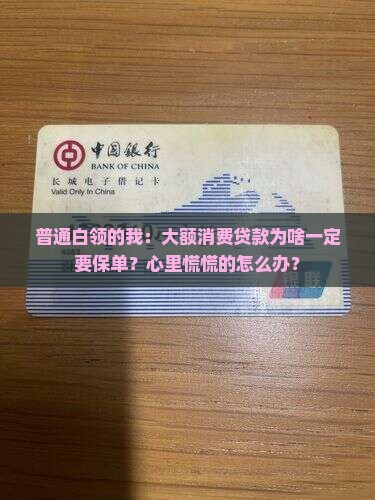 中国银行
BANK OF CHINA
长城电子借记卡
Valid Only In China
普通白领的我：大额消费贷款为啥一定
要保单？心里慌慌的怎么办？
银联